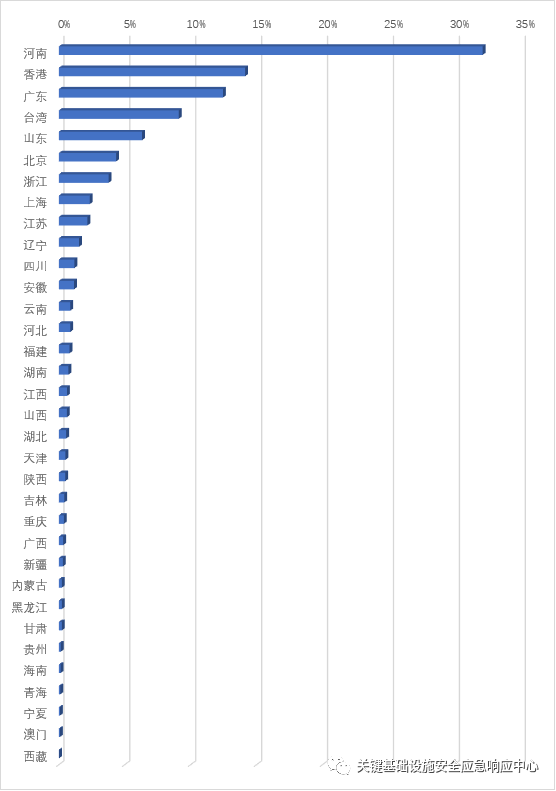 0% 5% 10% 15% 20% 25% 30% 35%
河南
香港
广东
台湾
山东
北京
浙江
上海
江苏
辽宁
四川
安徽
云南
河北
福建
湖南
江西
山西
湖北
天津
陕西
吉林
重庆
广西
新疆
内蒙古
黑龙江
甘肃
贵州
海南
青海
宁夏
澳门
西藏
关键基础设施安全应急响应中心